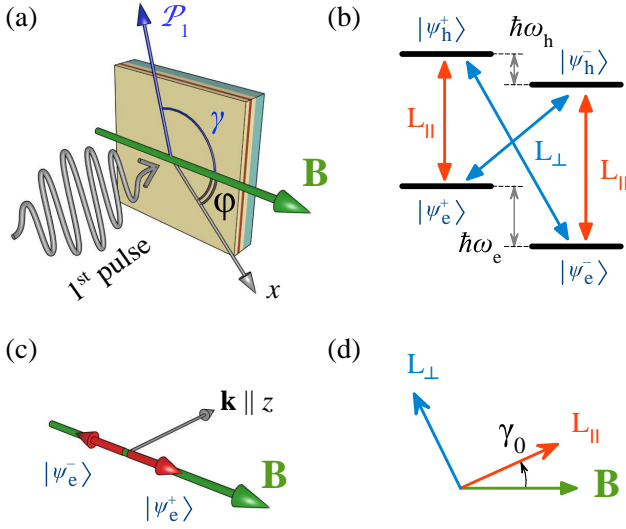 (a)
𝒫₁
γ
B
φ
1ˢᵗ pulse
x
(b)
|ψₕ⁺⟩
ħωₕ
|ψₕ⁻⟩
L∥
L⊥
L∥
|ψₑ⁺⟩
ħωₑ
|ψₑ⁻⟩
(c)
k ∥ z
|ψₑ⁻⟩
B
|ψₑ⁺⟩
(d)
L⊥
γ₀
L∥
B